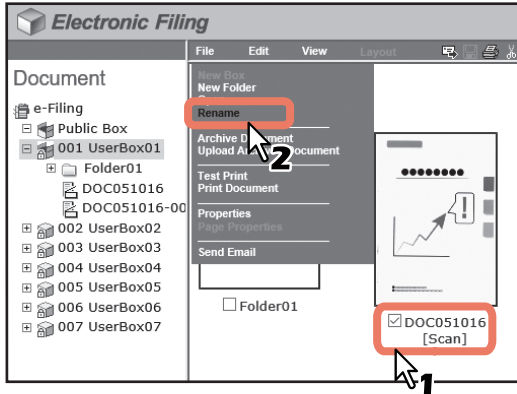 Electronic Filing
File Edit View Layout
Document
e-Filing
Public Box
001 UserBox01
Folder01
DOC051016
DOC051016-00
002 UserBox02
003 UserBox03
004 UserBox04
005 UserBox05
006 UserBox06
007 UserBox07
New Box
New Folder
Rename
Archive Document
Upload Document
Test Print
Print Document
Properties
Page Properties
Send Email
2
Folder01
!
DOC051016
[Scan]
1